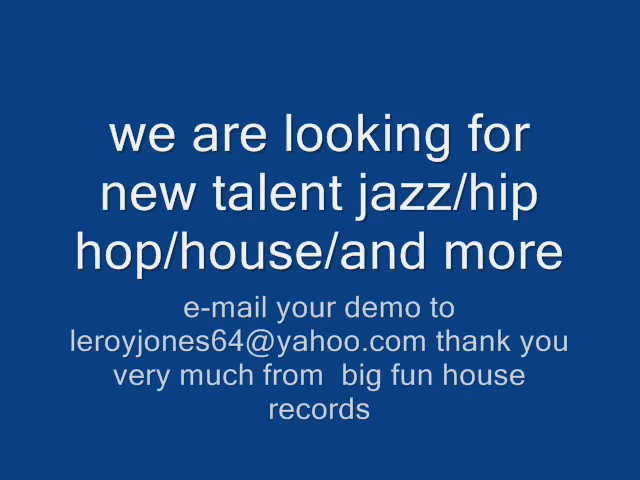 we are looking for
new talent jazz/hip
hop/house/and more
e-mail your demo to
leroyjones64@yahoo.com thank you
very much from  big fun house
records